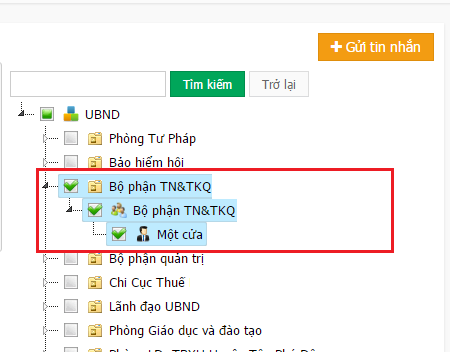 Gửi tin nhắn
Tìm kiếm Trở lại
UBND
Phòng Tư Pháp
Bảo hiểm hội
Bộ phận TN&TKQ
Bộ phận TN&TKQ
Một cửa
Bộ phận quản trị
Chi Cục Thuế
Lãnh đạo UBND
Phòng Giáo dục và đào tạo